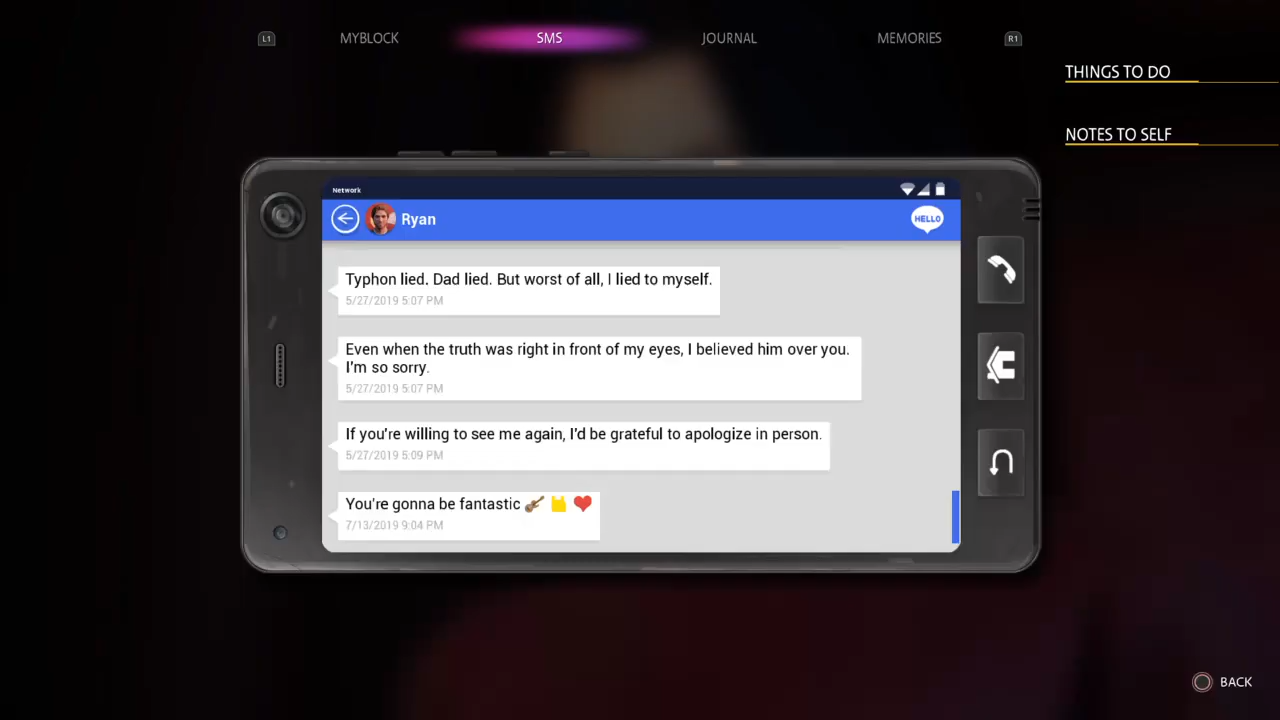 L1 MYBLOCK SMS JOURNAL MEMORIES R1
THINGS TO DO
NOTES TO SELF
Network
Ryan
HELLO
Typhon lied. Dad lied. But worst of all, I lied to myself.
5/27/2019 5:07 PM
Even when the truth was right in front of my eyes, I believed him over you.
I'm so sorry.
5/27/2019 5:07 PM
If you're willing to see me again, I'd be grateful to apologize in person.
5/27/2019 5:09 PM
You're gonna be fantastic 🎸 🎽 ❤️
7/13/2019 9:04 PM
BACK